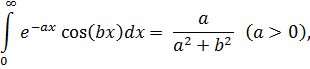 ∫₀^∞ e^{-ax} cos(bx)dx = a / (a² + b²) (a > 0),